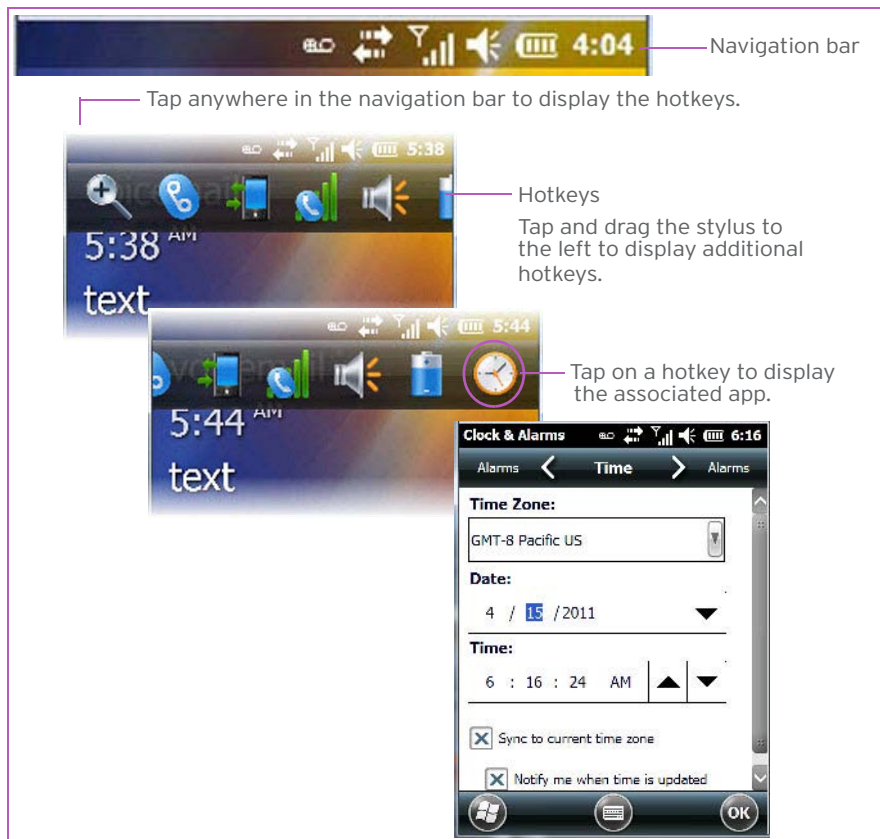 4:04
Navigation bar
Tap anywhere in the navigation bar to display the hotkeys.
5:38
Hotkeys
Tap and drag the stylus to
the left to display additional
hotkeys.
5:38 AM
text
5:44
Tap on a hotkey to display
the associated app.
5:44 AM
text
Clock & Alarms 6:16
Alarms Time Alarms
Time Zone:
GMT-8 Pacific US
Date:
4 / 15 / 2011
Time:
6 : 16 : 24 AM
Sync to current time zone
Notify me when time is updated
OK